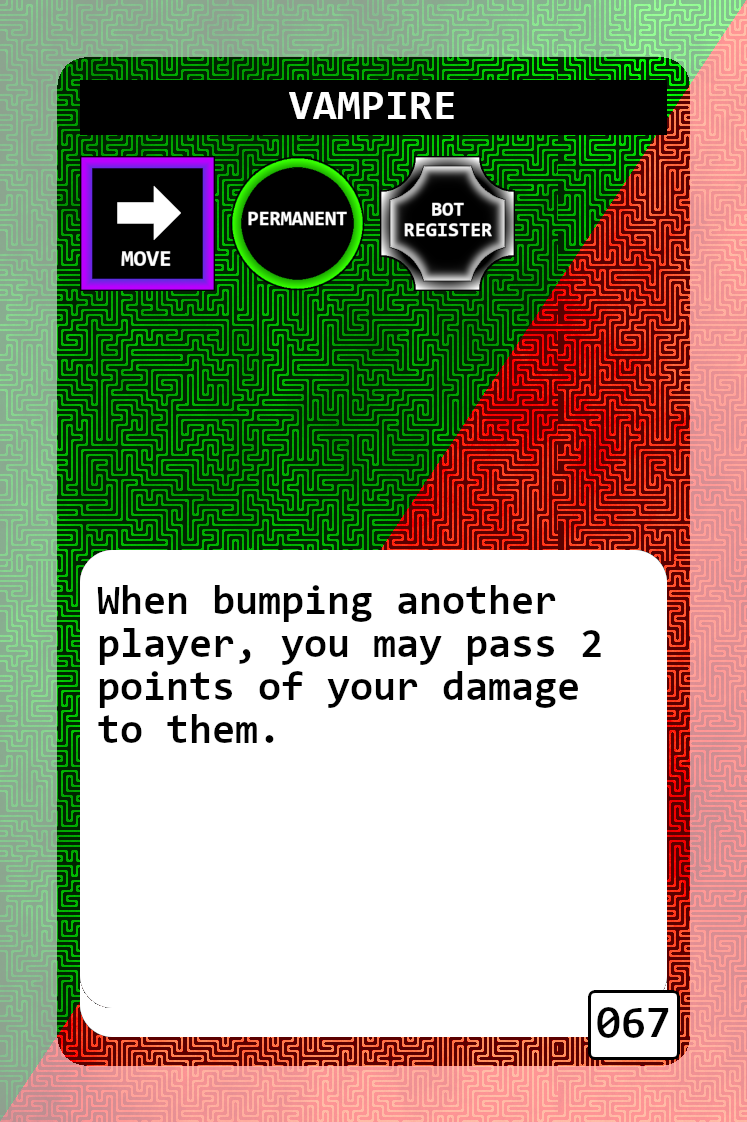 VAMPIRE
MOVE
PERMANENT
BOT
REGISTER
When bumping another
player, you may pass 2
points of your damage
to them.
067